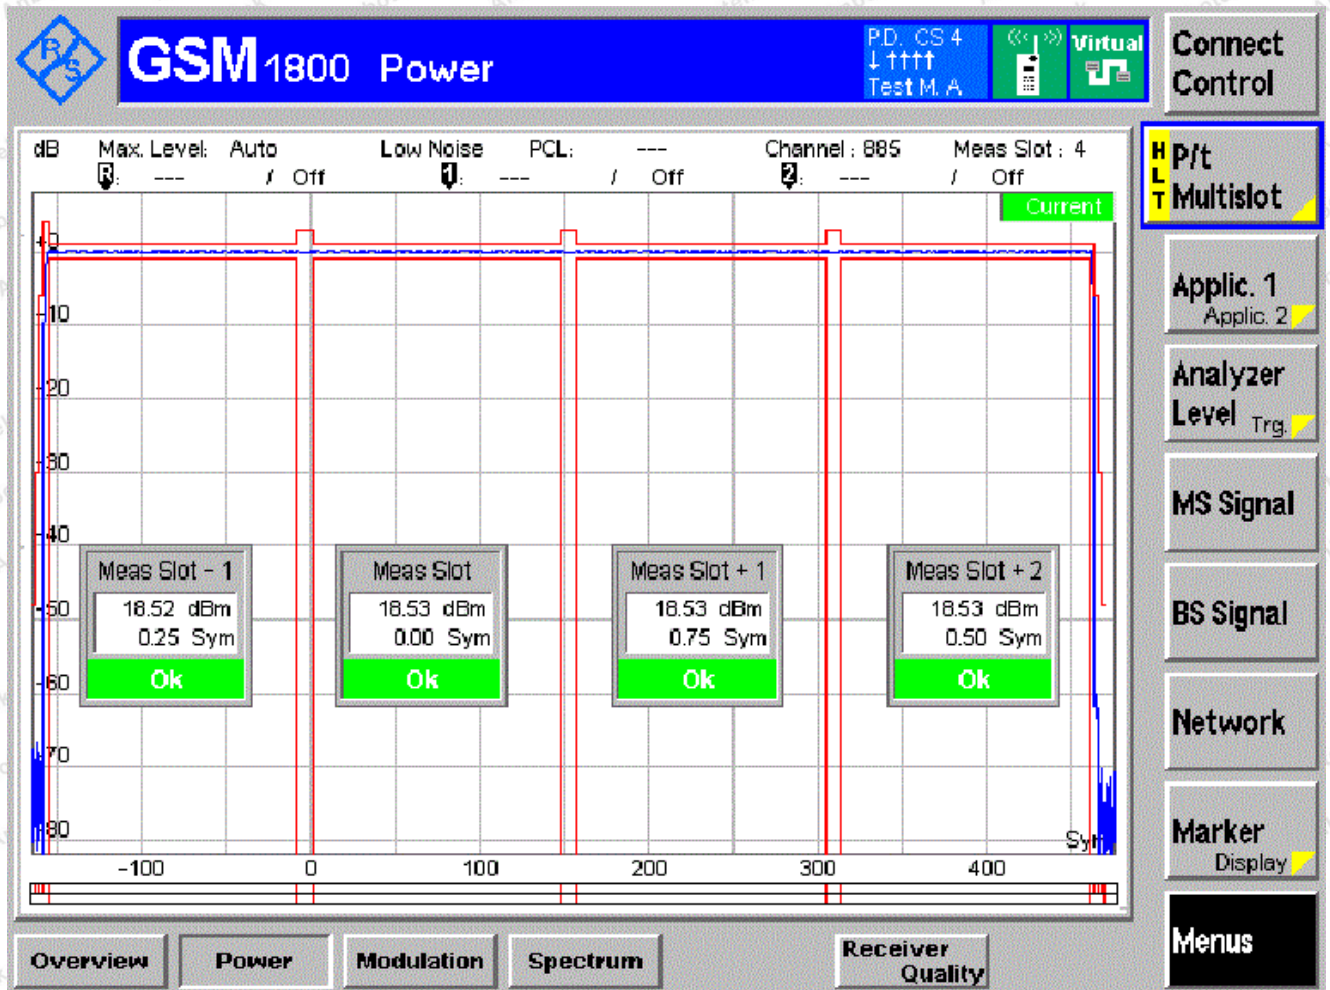 R S
GSM 1800 Power
P.D. CS 4
↓ ↑↑↑↑
Test M. A
Virtual
Connect
Control
dB Max. Level: Auto Low Noise PCL: --- Channel : 885 Meas Slot : 4
R: --- / Off 1: --- / Off 2: --- / Off
Current
HLT
P/t
Multislot
Applic. 1
Applic. 2
Analyzer
Level Trg.
MS Signal
BS Signal
Network
Marker
Display
Menus
+0
-10
-20
-30
-40
-50
-60
-70
-80
Meas Slot - 1
18.52 dBm
0.25 Sym
Ok
Meas Slot
18.53 dBm
0.00 Sym
Ok
Meas Slot + 1
18.53 dBm
0.75 Sym
Ok
Meas Slot + 2
18.53 dBm
0.50 Sym
Ok
Sym
-100 0 100 200 300 400
Overview Power Modulation Spectrum Receiver
Quality